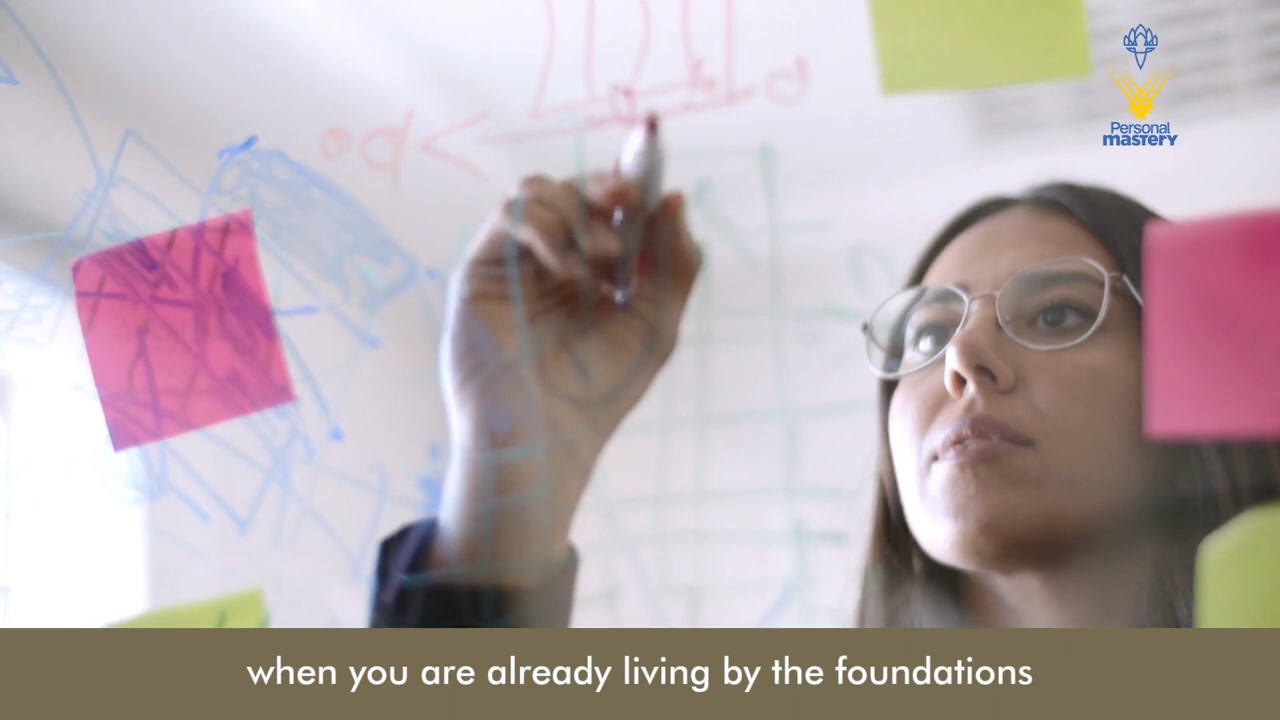 Personal
mastery
when you are already living by the foundations